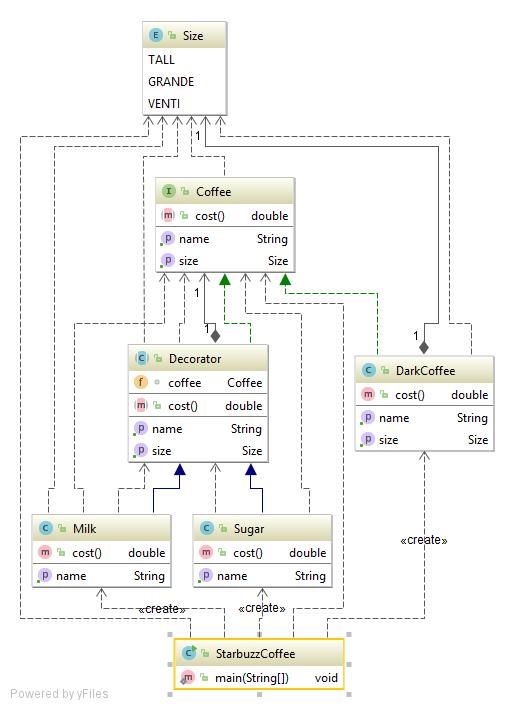 E Size
TALL
GRANDE
VENTI
1
I Coffee
m cost() double
p name String
p size Size
1
1
C Decorator
f coffee Coffee
m cost() double
p name String
p size Size
1
C DarkCoffee
m cost() double
p name String
p size Size
C Milk
m cost() double
p name String
C Sugar
m cost() double
p name String
«create»
«create»
«create»
C StarbuzzCoffee
m main(String[]) void
Powered by yFiles